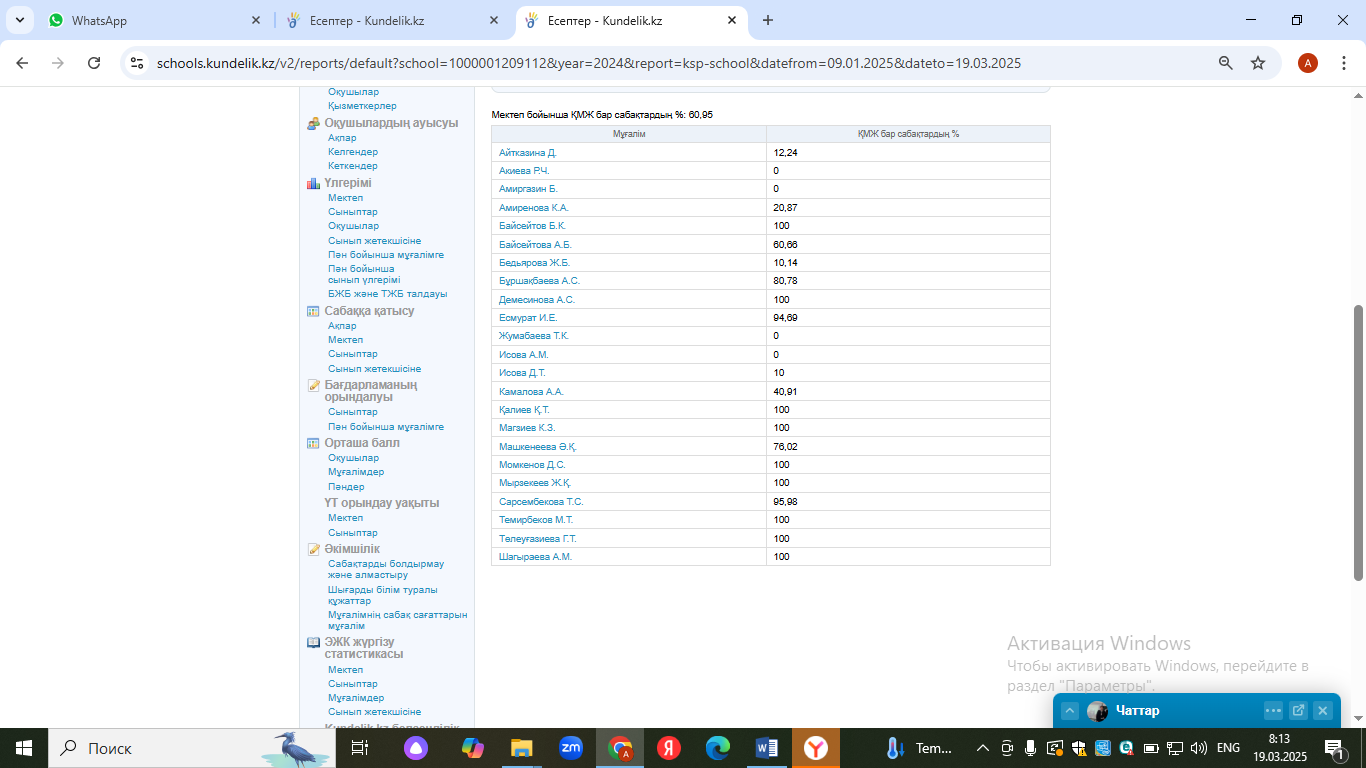 WhatsApp
Есептер - Kundelik.kz
Есептер - Kundelik.kz
schools.kundelik.kz/v2/reports/default?school=1000001209112&year=2024&report=ksp-school&datefrom=09.01.2025&dateto=19.03.2025
A
Оқушылар
Қызметкерлер
Оқушылардың ауысуы
Ақпар
Келгендер
Кеткендер
Үлгерімі
Мектеп
Сыныптар
Оқушылар
Сынып жетекшісіне
Пән бойынша мұғалімге
Пән бойынша
сынып үлгерімі
БЖБ және ТЖБ талдауы
Сабаққа қатысу
Ақпар
Мектеп
Сыныптар
Сынып жетекшісіне
Бағдарламаның
орындалуы
Сыныптар
Пән бойынша мұғалімге
Орташа балл
Оқушылар
Мұғалімдер
Пәндер
ҮТ орындау уақыты
Мектеп
Сыныптар
Әкімшілік
Сабақтарды болдырмау
және алмастыру
Шығарды білім туралы
құжаттар
Мұғалімнің сабақ сағаттарын
мұғалім
ЭЖК жүргізу
статистикасы
Мектеп
Сыныптар
Мұғалімдер
Сынып жетекшісіне
Мектеп бойынша ҚМЖ бар сабақтардың %: 60,95
Мұғалім ҚМЖ бар сабақтардың %
Айтказина Д. 12,24
Акиева Р.Ч. 0
Амиргазин Б. 0
Амиренова К.А. 20,87
Байсейтов Б.К. 100
Байсейтова А.Б. 60,66
Бедьярова Ж.Б. 10,14
Бұршақбаева А.С. 80,78
Демесинова А.С. 100
Есмурат И.Е. 94,69
Жумабаева Т.К. 0
Исова А.М. 0
Исова Д.Т. 10
Камалова А.А. 40,91
Қалиев Қ.Т. 100
Магзиев К.З. 100
Машкенеева Ә.Қ. 76,02
Момкенов Д.С. 100
Мырзекеев Ж.Қ. 100
Сарсембекова Т.С. 95,98
Темирбеков М.Т. 100
Төлеуғазиева Г.Т. 100
Шагыраева А.М. 100
Активация Windows
Чтобы активировать Windows, перейдите в
раздел "Параметры".
Чаттар
Поиск
zm
A
Я
W
Y
Tem...
ENG
8:13
19.03.2025
1